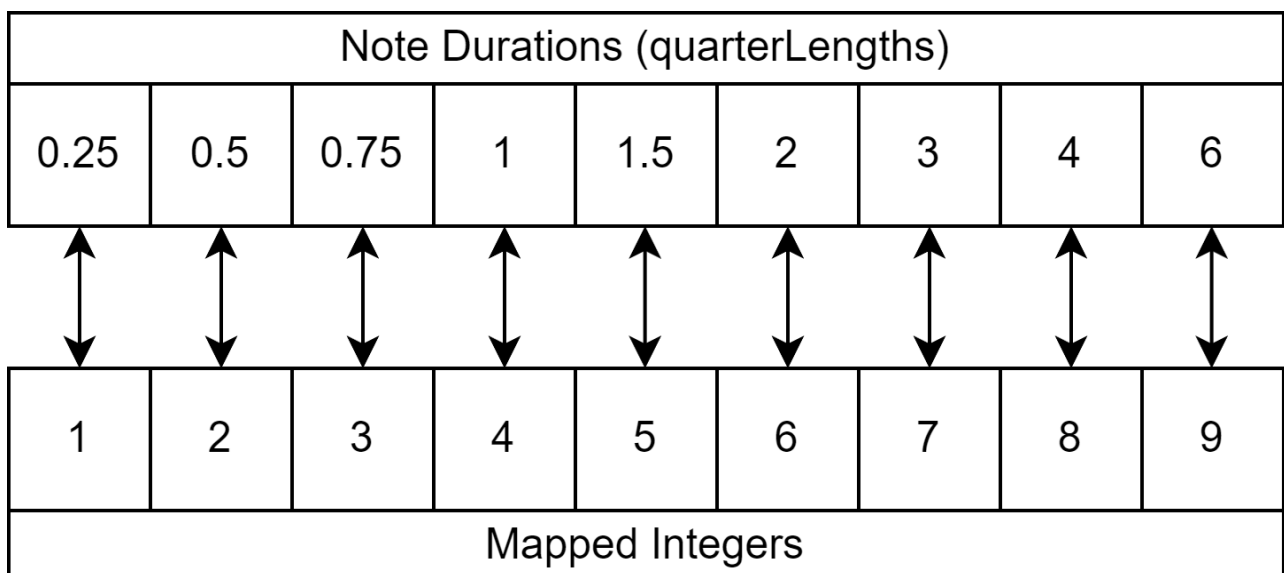 Note Durations (quarterLengths)
0.25 0.5 0.75 1 1.5 2 3 4 6
1 2 3 4 5 6 7 8 9
Mapped Integers